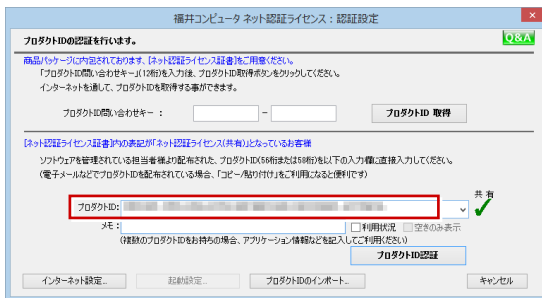 福井コンピュータ ネット認証ライセンス：認証設定
×
プロダクトIDの認証を行います。
Q&A
商品パッケージに内包されております、[ネット認証ライセンス証書]をご用意ください。
「プロダクトID問い合わせキー」(12桁)を入力後、プロダクトID取得ボタンをクリックしてください。
インターネットを通して、プロダクトIDを取得する事ができます。
プロダクトID問い合わせキー ：
-
プロダクトID 取得
[ネット認証ライセンス証書]内の表記が「ネット認証ライセンス(共有)」となっているお客様
ソフトウェアを管理されている担当者様より配布された、プロダクトID(56桁または58桁)を以下の入力欄に直接入力してください。
(電子メールなどでプロダクトIDを配布されている場合、「コピー/貼り付け」をご利用になると便利です)
共 有
プロダクトID:
メモ:
利用状況
空きのみ表示
(複数のプロダクトIDをお持ちの場合、アプリケーション情報などを記入してご利用ください)
プロダクトID認証
インターネット設定...
起動設定...
プロダクトIDのインポート...
キャンセル